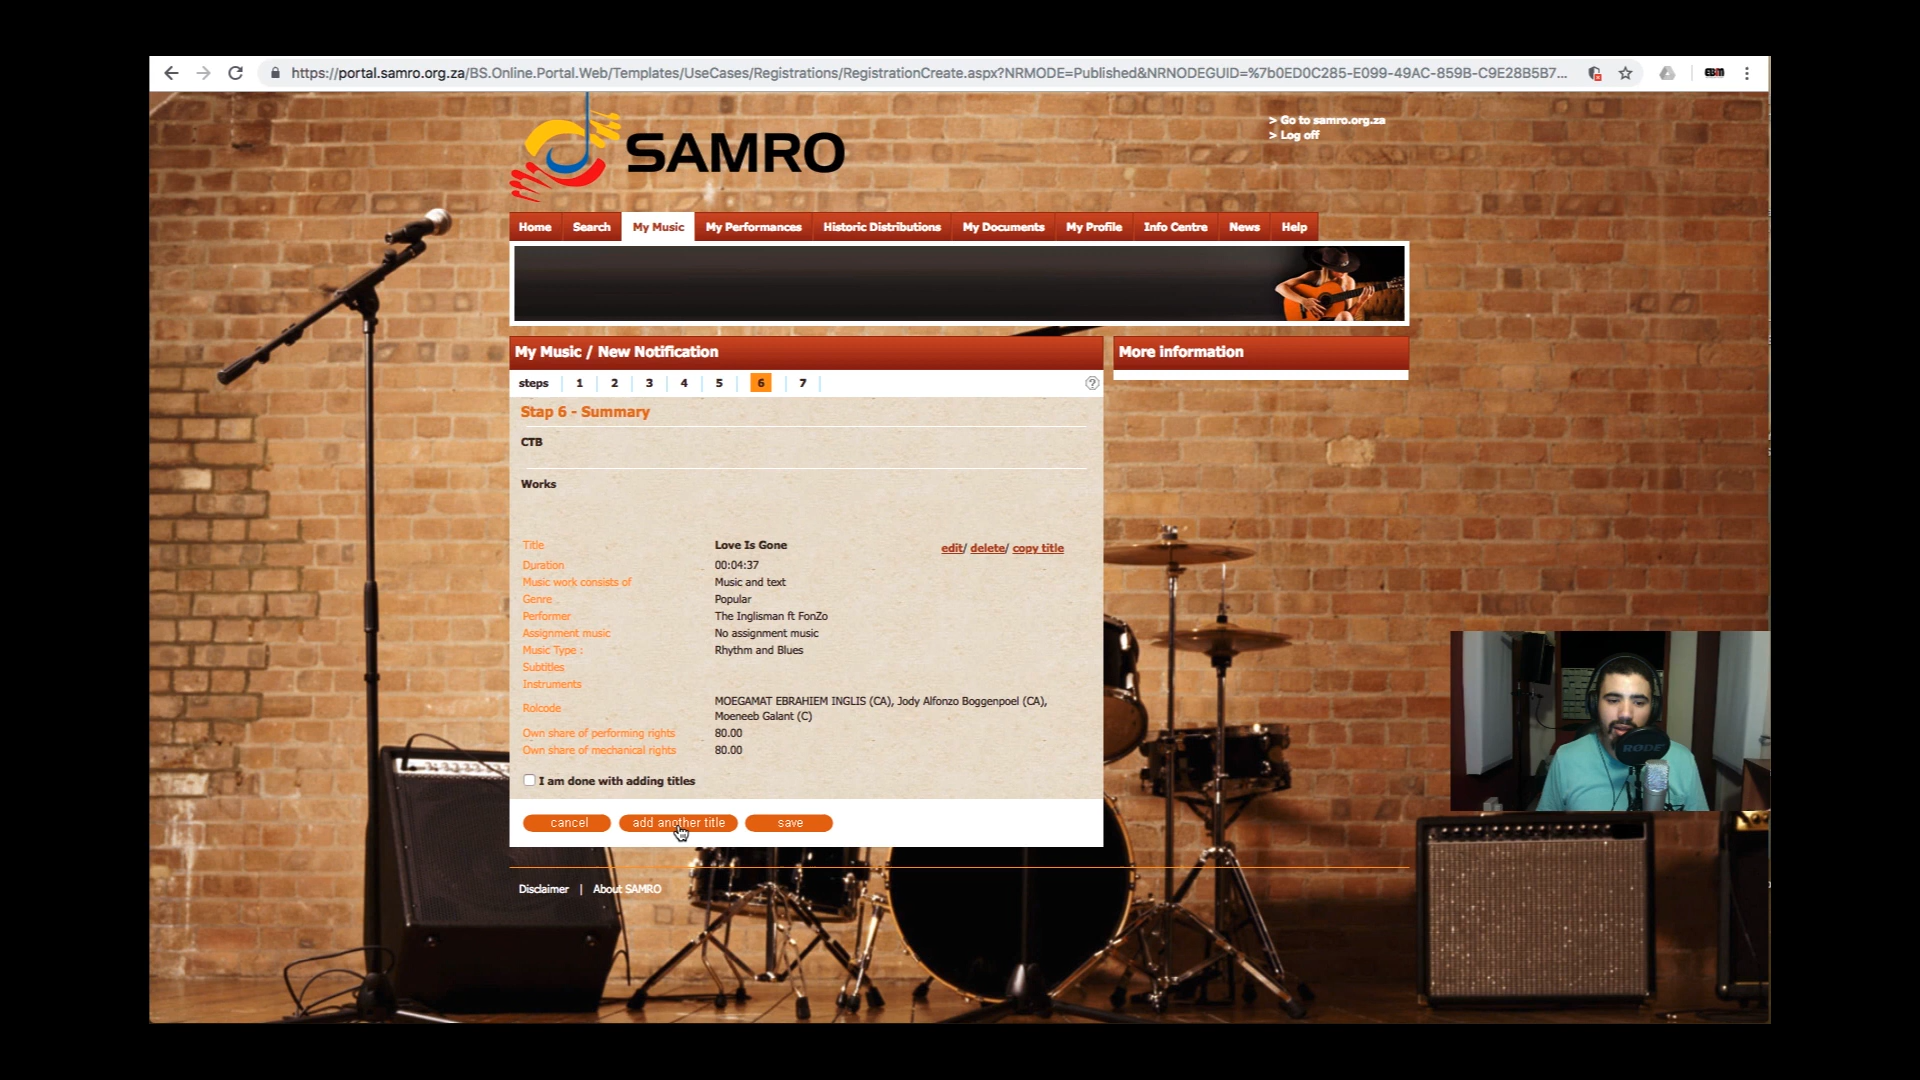 https://portal.samro.org.za/BS.Online.Portal.Web/Templates/UseCases/Registrations/RegistrationCreate.aspx?NRMODE=Published&NRNODEGUID=%7b0ED0C285-E099-49AC-859B-C9E28B5B7...
SAMRO
> Go to samro.org.za
> Log off
Home Search My Music My Performances Historic Distributions My Documents My Profile Info Centre News Help
My Music / New Notification
More information
steps 1 2 3 4 5 6 7 ?
Stap 6 - Summary
CTB
Works
Title Love Is Gone edit/ delete/ copy title
Duration 00:04:37
Music work consists of Music and text
Genre Popular
Performer The Inglisman ft FonZo
Assignment music No assignment music
Music Type : Rhythm and Blues
Subtitles
Instruments
Rolcode MOEGAMAT EBRAHIEM INGLIS (CA), Jody Alfonzo Boggenpoel (CA),
Moeneeb Galant (C)
Own share of performing rights 80.00
Own share of mechanical rights 80.00
I am done with adding titles
cancel add another title save
Disclaimer | About SAMRO
RØDE